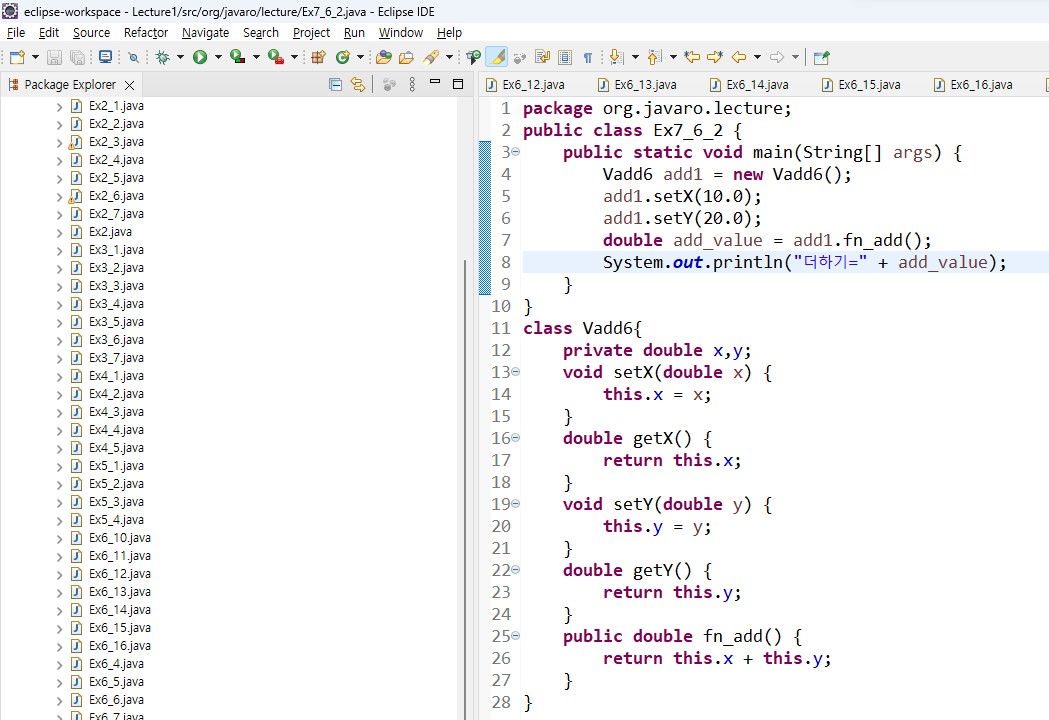 eclipse-workspace - Lecture1/src/org/javaro/lecture/Ex7_6_2.java - Eclipse IDE
File Edit Source Refactor Navigate Search Project Run Window Help
Package Explorer
Ex2_1.java
Ex2_2.java
Ex2_3.java
Ex2_4.java
Ex2_5.java
Ex2_6.java
Ex2_7.java
Ex2.java
Ex3_1.java
Ex3_2.java
Ex3_3.java
Ex3_4.java
Ex3_5.java
Ex3_6.java
Ex3_7.java
Ex4_1.java
Ex4_2.java
Ex4_3.java
Ex4_4.java
Ex4_5.java
Ex5_1.java
Ex5_2.java
Ex5_3.java
Ex5_4.java
Ex6_10.java
Ex6_11.java
Ex6_12.java
Ex6_13.java
Ex6_14.java
Ex6_15.java
Ex6_16.java
Ex6_4.java
Ex6_5.java
Ex6_6.java
Ex6_7.java
Ex6_12.java Ex6_13.java Ex6_14.java Ex6_15.java Ex6_16.java
1 package org.javaro.lecture;
2 public class Ex7_6_2 {
3 public static void main(String[] args) {
4 Vadd6 add1 = new Vadd6();
5 add1.setX(10.0);
6 add1.setY(20.0);
7 double add_value = add1.fn_add();
8 System.out.println("더하기=" + add_value);
9 }
10 }
11 class Vadd6{
12 private double x,y;
13 void setX(double x) {
14 this.x = x;
15 }
16 double getX() {
17 return this.x;
18 }
19 void setY(double y) {
20 this.y = y;
21 }
22 double getY() {
23 return this.y;
24 }
25 public double fn_add() {
26 return this.x + this.y;
27 }
28 }